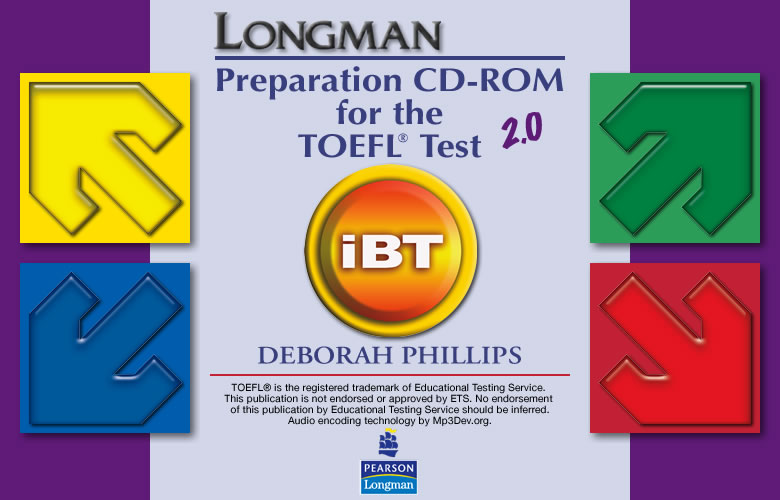 LONGMAN
Preparation CD-ROM
for the
TOEFL® Test 2.0
iBT
DEBORAH PHILLIPS
TOEFL® is the registered trademark of Educational Testing Service.
This publication is not endorsed or approved by ETS. No endorsement
of this publication by Educational Testing Service should be inferred.
Audio encoding technology by Mp3Dev.org.
PEARSON
Longman